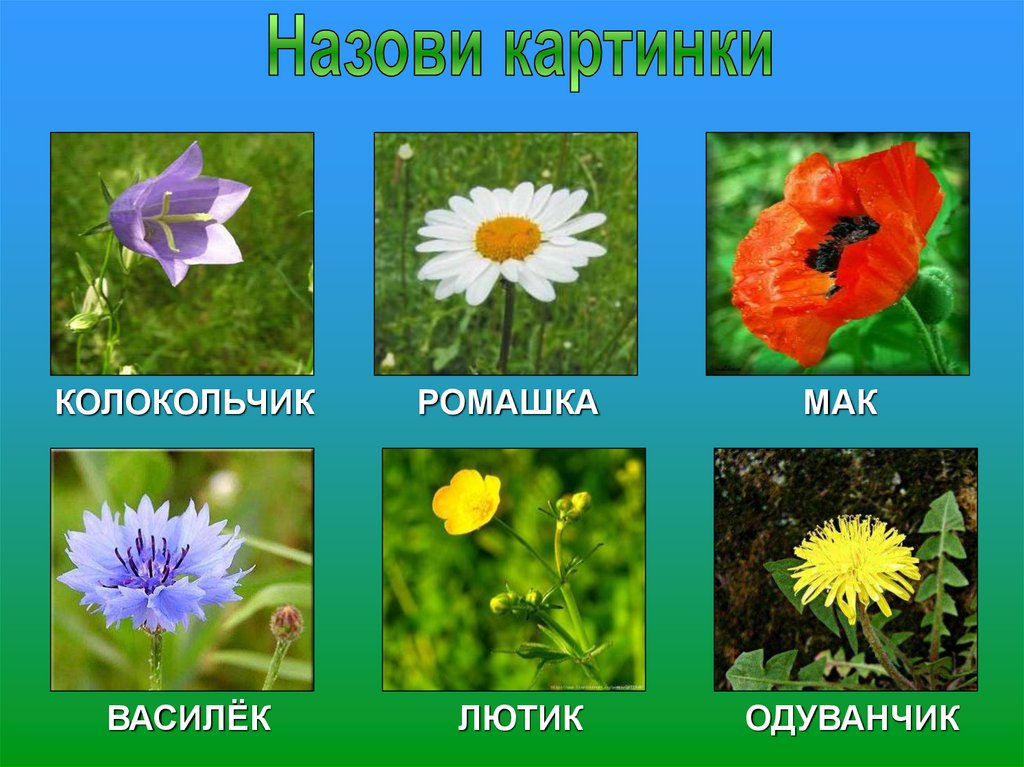 Назови картинки
КОЛОКОЛЬЧИК РОМАШКА МАК
ВАСИЛЁК ЛЮТИК ОДУВАНЧИК